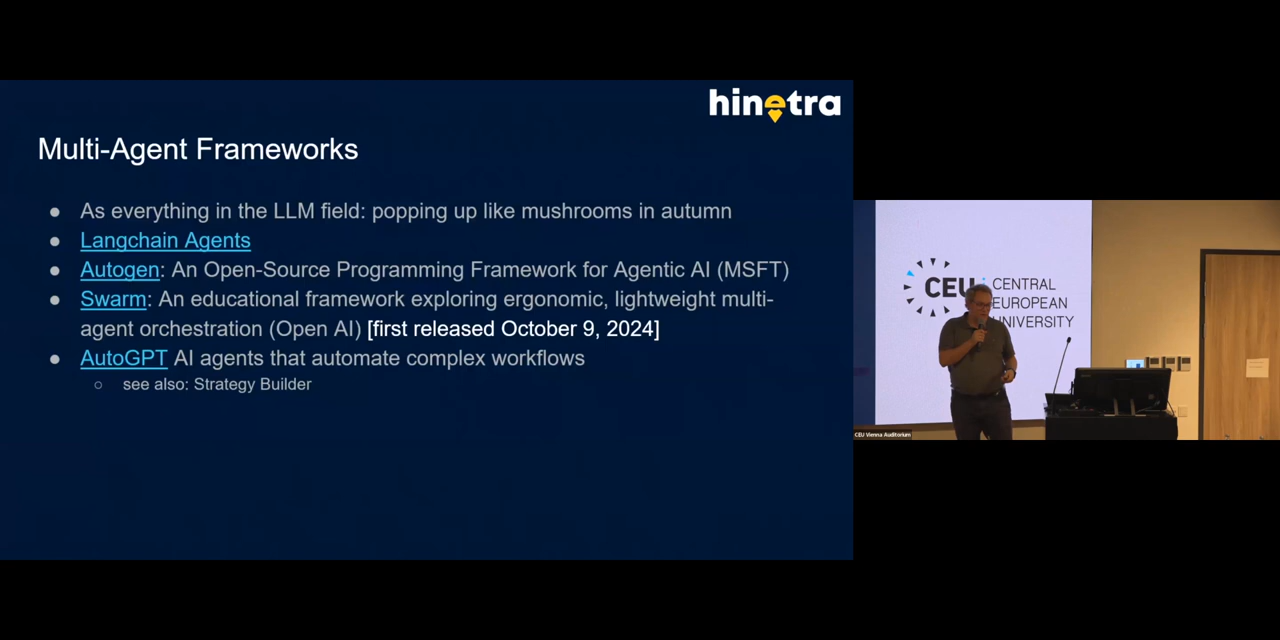 hinetra
Multi-Agent Frameworks
● As everything in the LLM field: popping up like mushrooms in autumn
● Langchain Agents
● Autogen: An Open-Source Programming Framework for Agentic AI (MSFT)
● Swarm: An educational framework exploring ergonomic, lightweight multi-
agent orchestration (Open AI) [first released October 9, 2024]
● AutoGPT AI agents that automate complex workflows
○ see also: Strategy Builder
CEU
CENTRAL
EUROPEAN
UNIVERSITY
CEU Vienna Auditorium